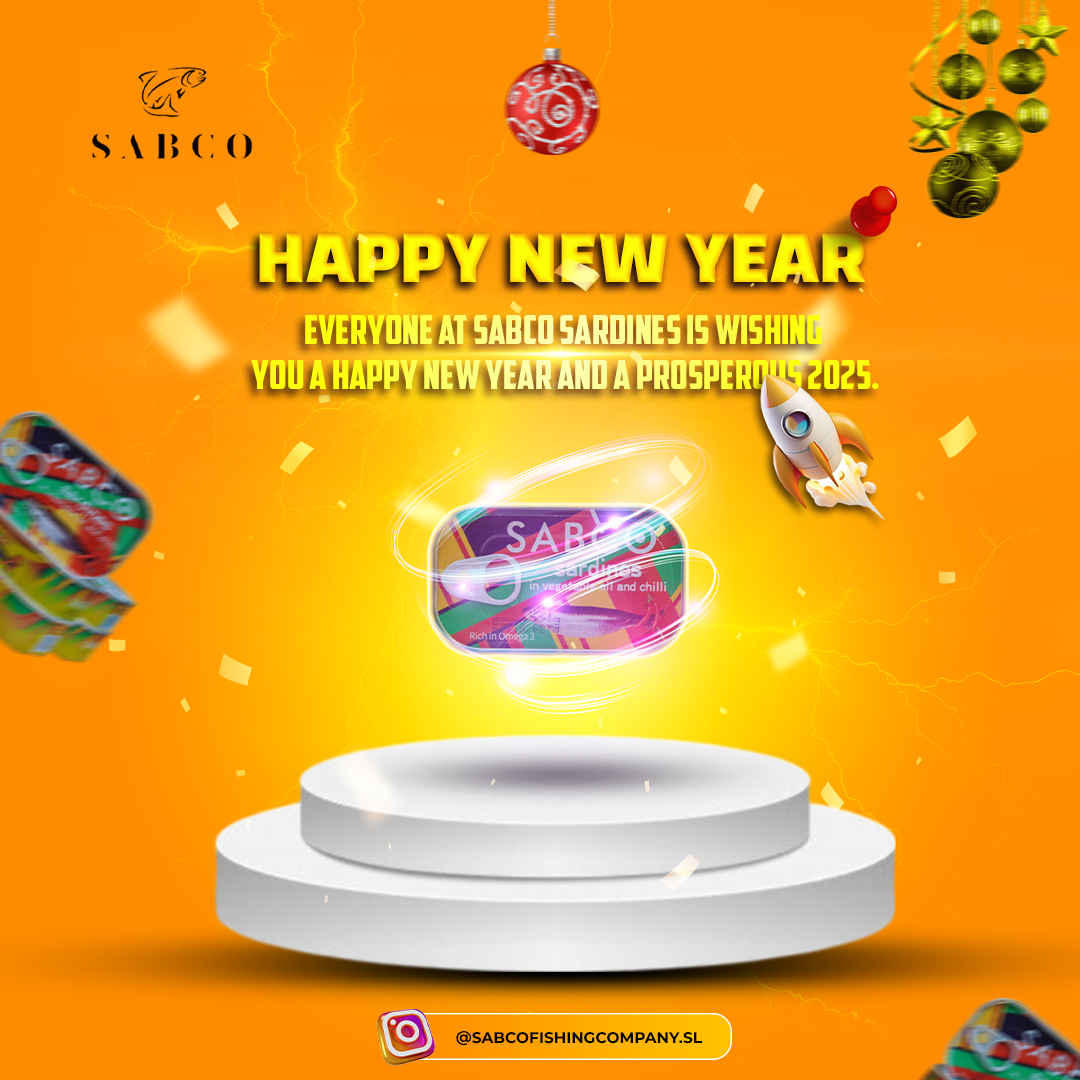 SABCO
HAPPY NEW YEAR
EVERYONE AT SABCO SARDINES IS WISHING
YOU A HAPPY NEW YEAR AND A PROSPEROUS 2025.
SABCO
SABCO
sardines
in vegetable oil and chilli
Rich in Omega 3
@SABCOFISHINGCOMPANY.SL